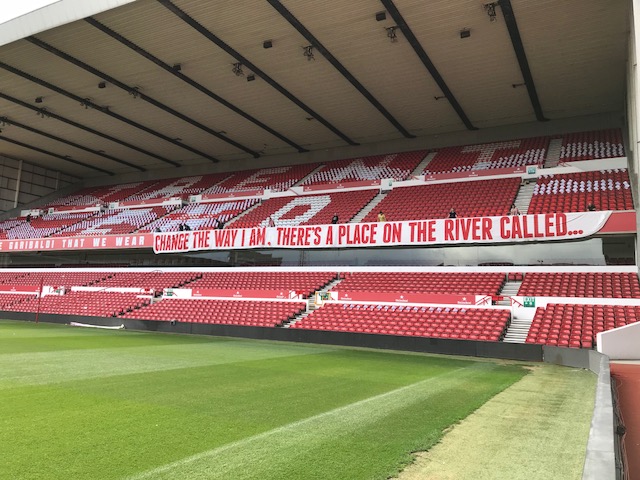 CHANGE THE WAY I AM, THERE'S A PLACE ON THE RIVER CALLED...
GARIBALDI THAT WE WEAR